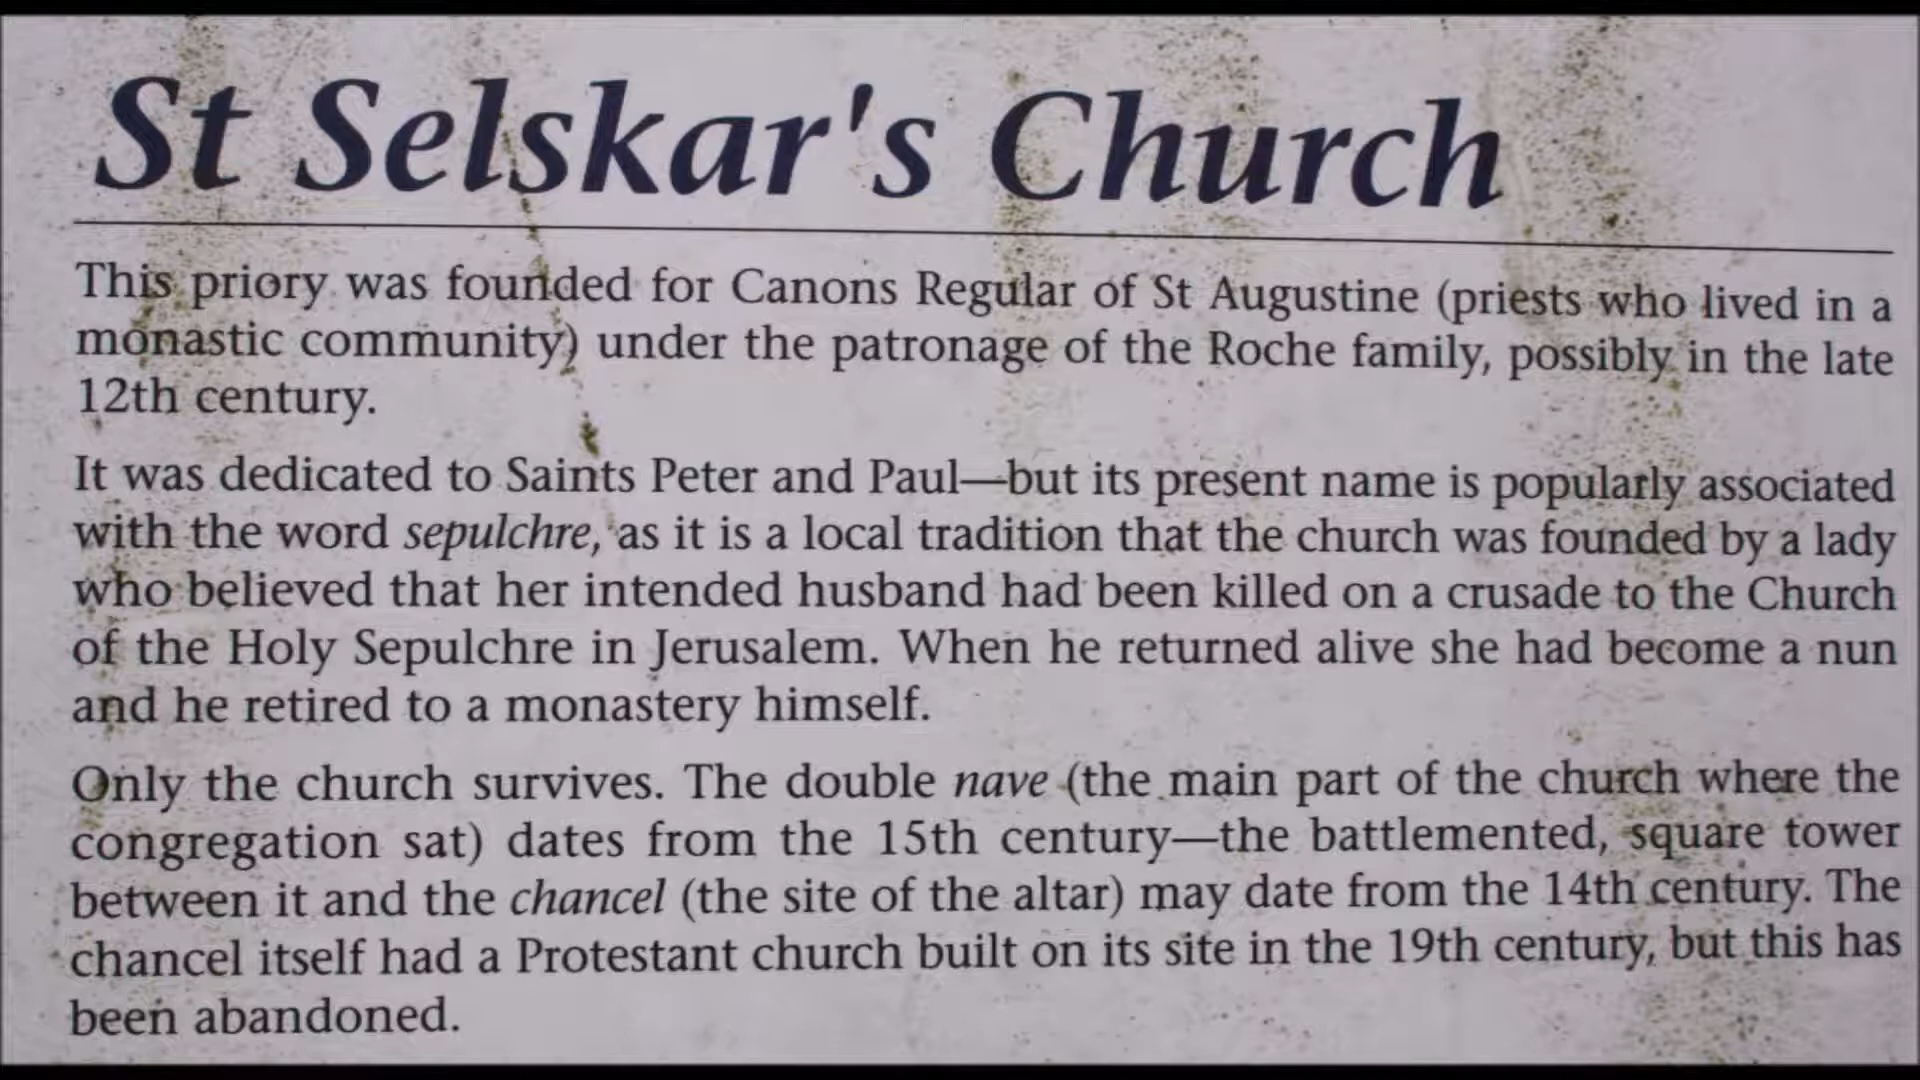 St Selskar's Church
This priory was founded for Canons Regular of St Augustine (priests who lived in a
monastic community) under the patronage of the Roche family, possibly in the late
12th century.
It was dedicated to Saints Peter and Paul—but its present name is popularly associated
with the word sepulchre, as it is a local tradition that the church was founded by a lady
who believed that her intended husband had been killed on a crusade to the Church
of the Holy Sepulchre in Jerusalem. When he returned alive she had become a nun
and he retired to a monastery himself.
Only the church survives. The double nave (the main part of the church where the
congregation sat) dates from the 15th century—the battlemented, square tower
between it and the chancel (the site of the altar) may date from the 14th century. The
chancel itself had a Protestant church built on its site in the 19th century, but this has
been abandoned.